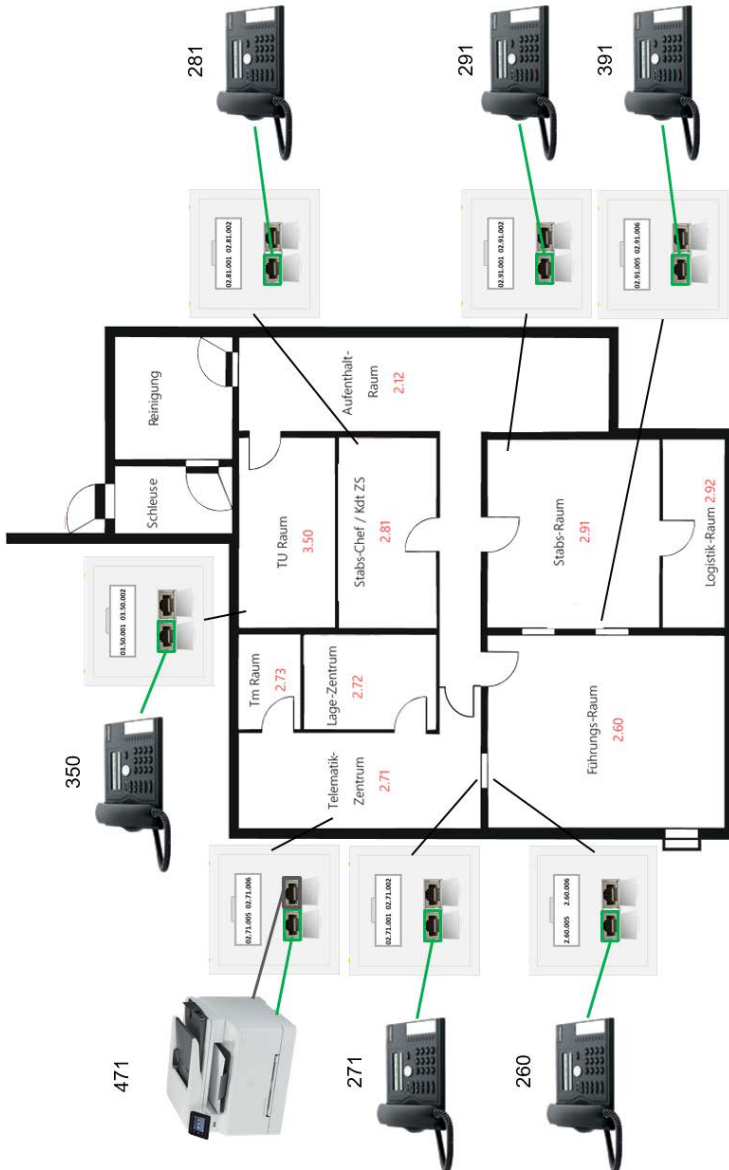 281
291
391
02.81.001 02.81.002
02.91.001 02.91.002
02.91.005 02.91.006
Reinigung
Schleuse
Aufenthalt-
Raum
2.12
TU Raum
3.50
Stabs-Chef / Kdt ZS
2.81
Stabs-Raum
2.91
Logistik-Raum 2.92
03.50.001 03.50.002
350
Tm Raum
2.73
Lage-Zentrum
2.72
Telematik-
Zentrum 2.71
Führungs-Raum
2.60
02.71.005 02.71.006
02.71.001 02.71.002
2.60.005 2.60.006
471
271
260